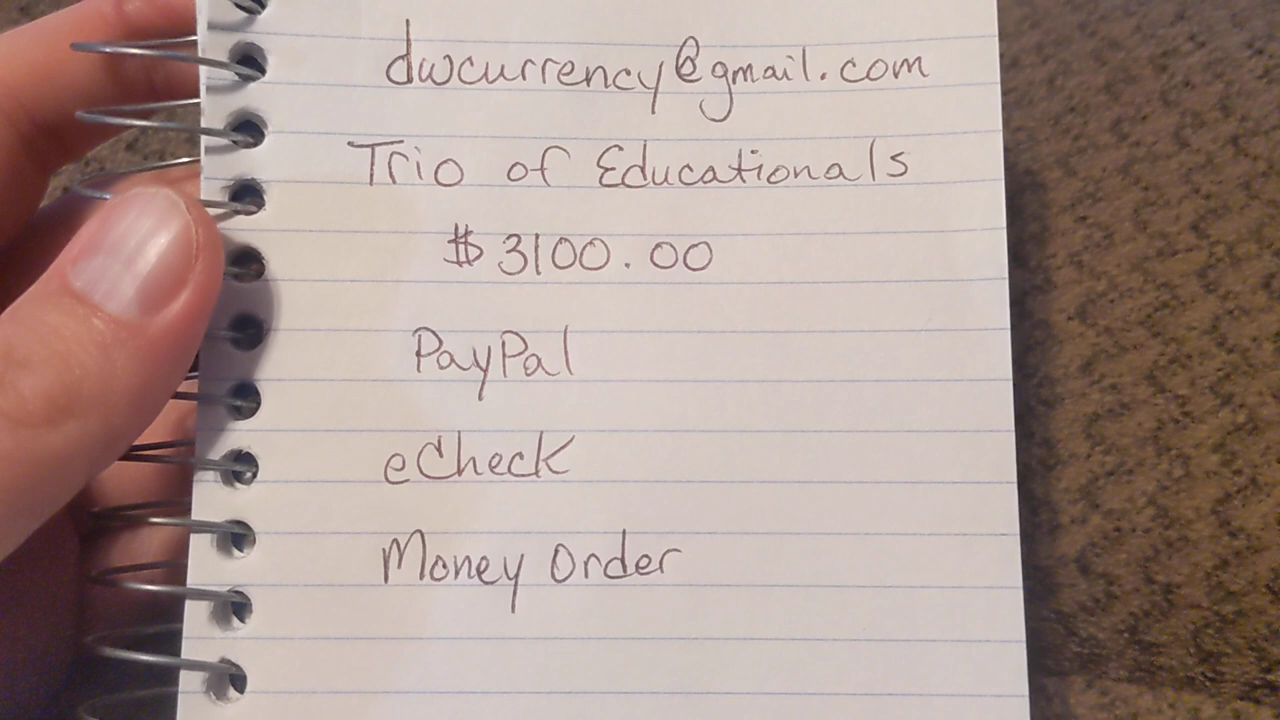 dwcurrency@gmail.com
Trio of Educationals
$3100.00
PayPal
eCheck
Money Order